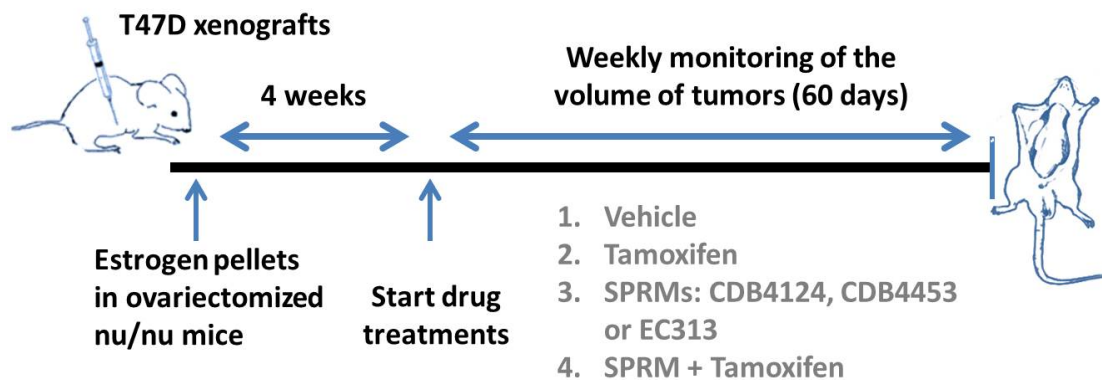 T47D xenografts
4 weeks
Weekly monitoring of the
volume of tumors (60 days)
Estrogen pellets
in ovariectomized
nu/nu mice
Start drug
treatments
1. Vehicle
2. Tamoxifen
3. SPRMs: CDB4124, CDB4453
or EC313
4. SPRM + Tamoxifen